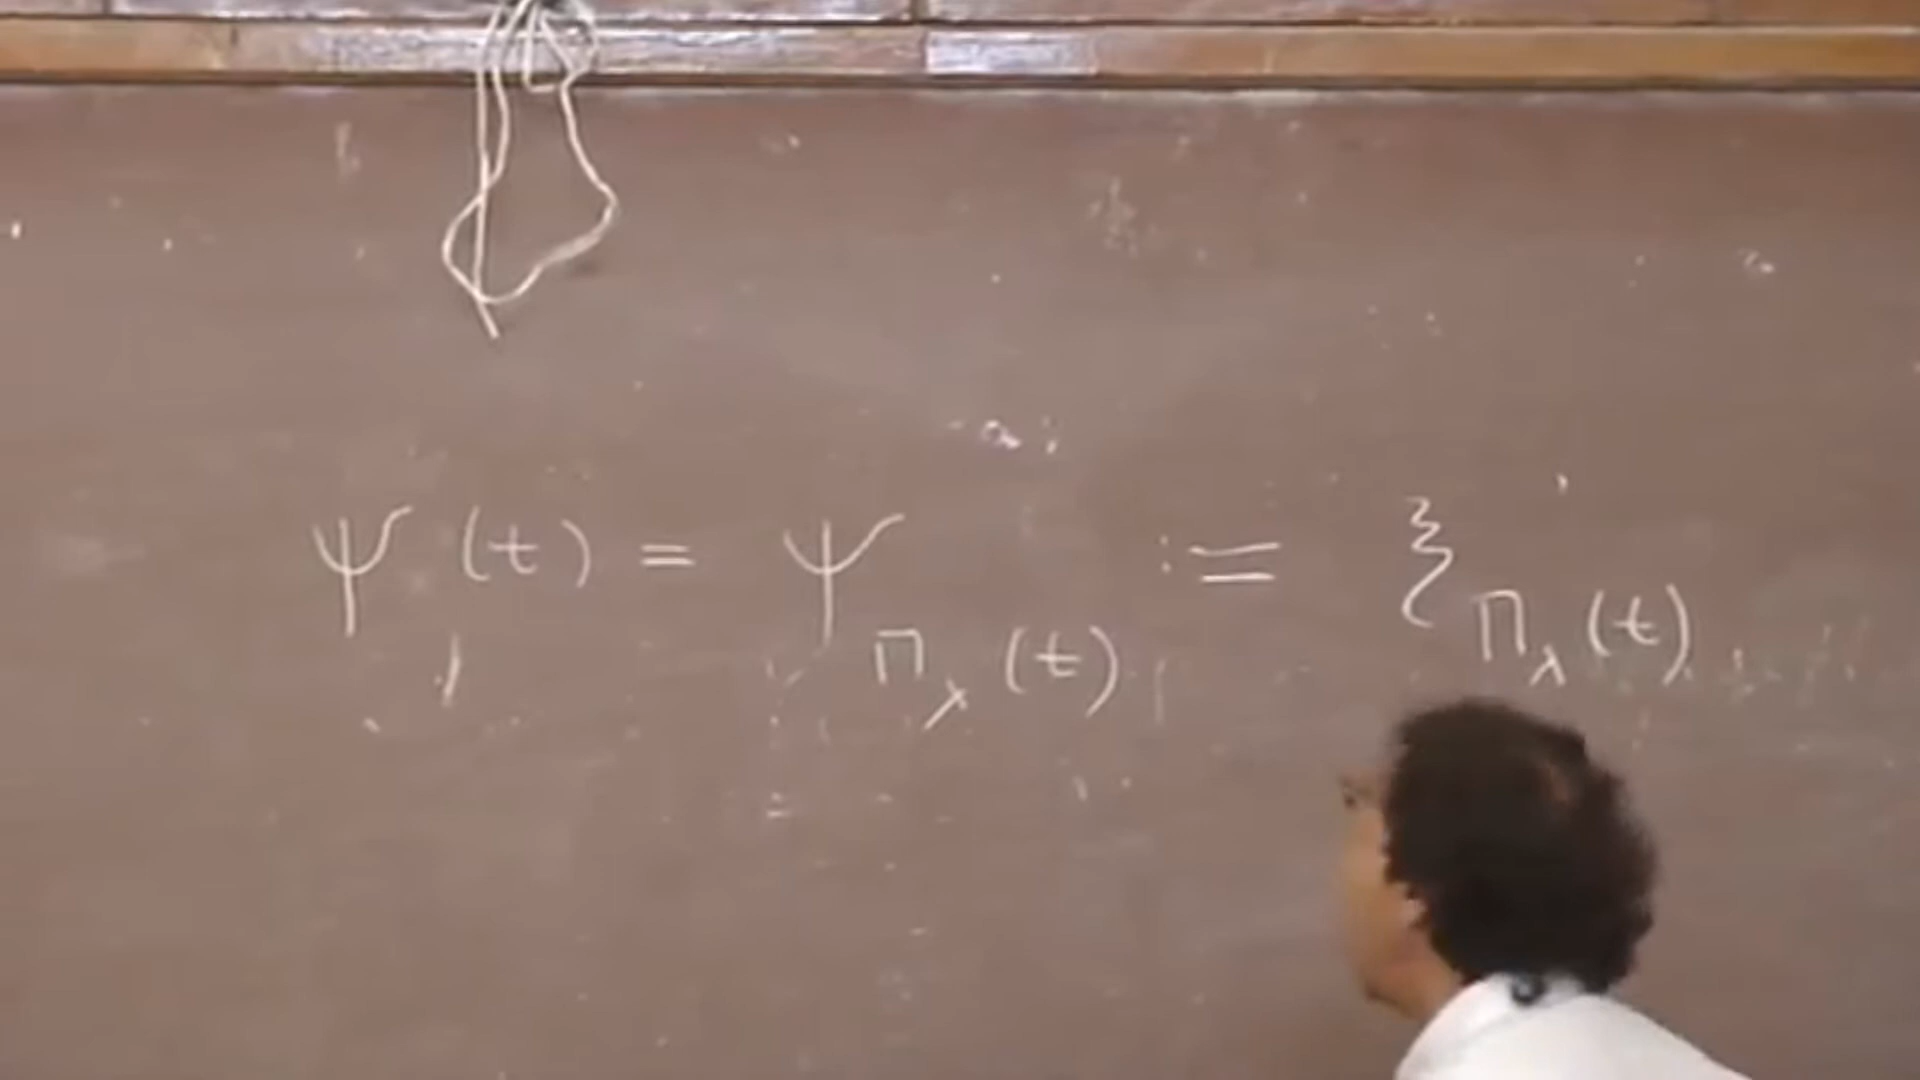 ψ(t) = ψ_{Π_λ(t)} := ξ_{Π_λ(t)}